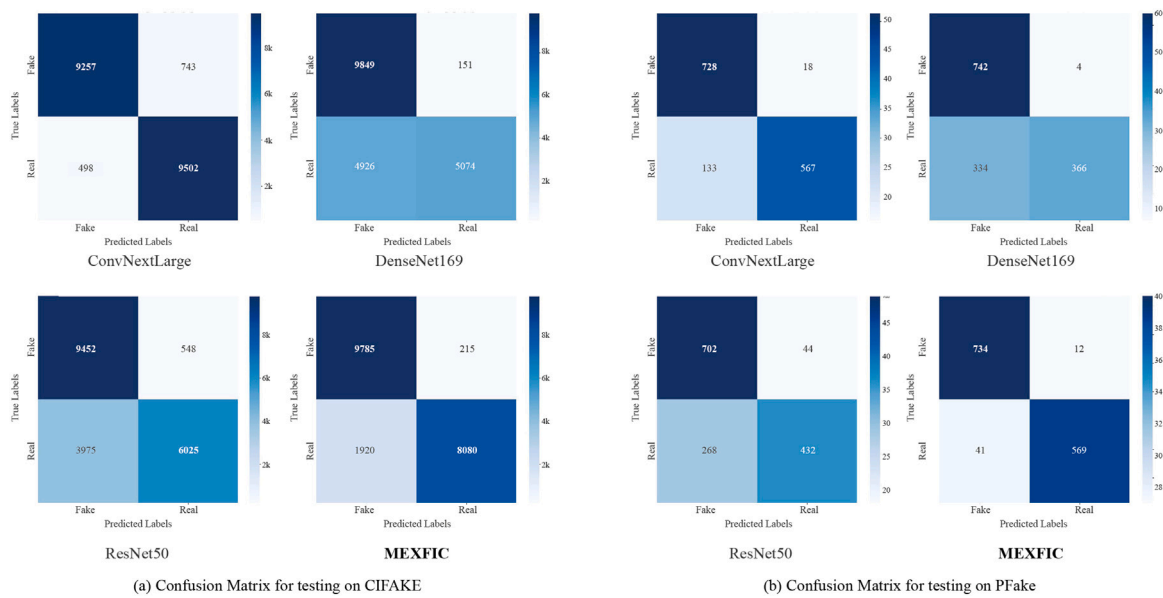 Fake
9257
743
8k
6k
4k
2k
True Labels
Real
498
9502
Fake
Real
Predicted Labels
ConvNextLarge
Fake
9849
151
8k
6k
4k
2k
True Labels
Real
4926
5074
Fake
Real
Predicted Labels
DenseNet169
Fake
728
18
50
45
40
35
30
25
20
True Labels
Real
133
567
Fake
Real
Predicted Labels
ConvNextLarge
Fake
742
4
60
50
40
30
20
10
True Labels
Real
334
366
Fake
Real
Predicted Labels
DenseNet169
Fake
9452
548
8k
6k
4k
2k
True Labels
Real
3975
6025
Fake
Real
Predicted Labels
ResNet50
Fake
9785
215
8k
6k
4k
2k
True Labels
Real
1920
8080
Fake
Real
Predicted Labels
MEXFIC
Fake
702
44
45
40
35
30
25
20
True Labels
Real
268
432
Fake
Real
Predicted Labels
ResNet50
Fake
734
12
40
38
36
34
32
30
28
True Labels
Real
41
569
Fake
Real
Predicted Labels
MEXFIC
(a) Confusion Matrix for testing on CIFAKE
(b) Confusion Matrix for testing on PFake